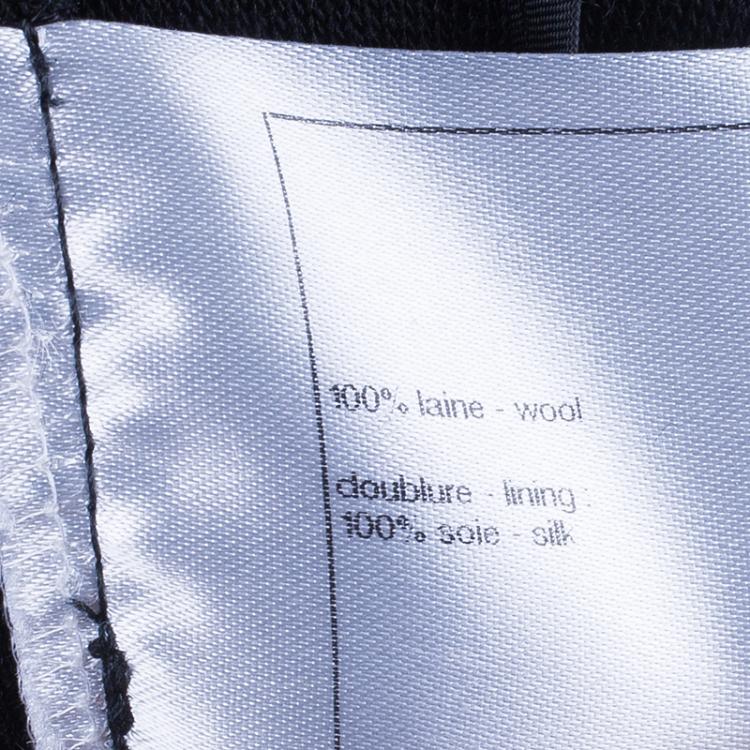 100% laine - wool
doublure - lining :
100% soie - silk